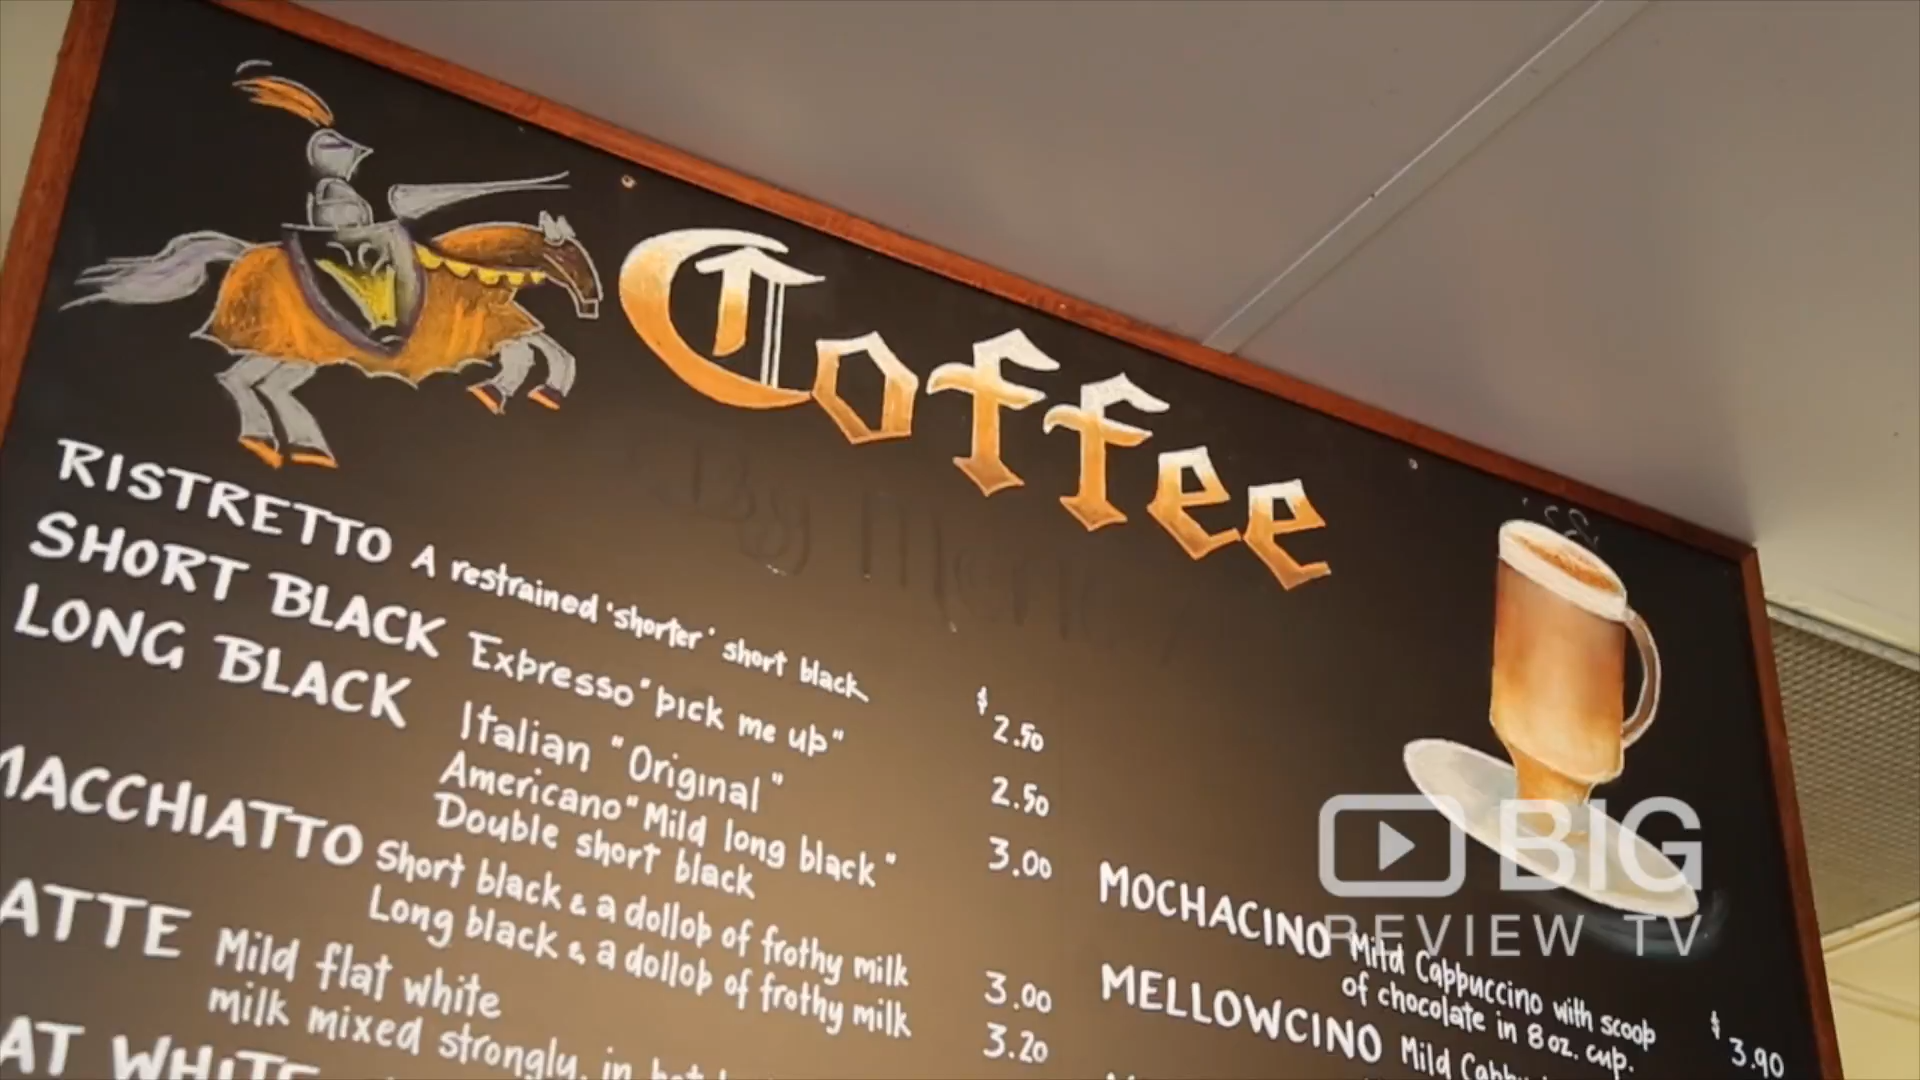 Coffee
RISTRETTO A restrained 'shorter' short black $ 2.50
SHORT BLACK Expresso "pick me up" 2.50
LONG BLACK Italian "Original" 3.00
Americano "Mild long black"
Double short black
MACCHIATTO Short black & a dollop of frothy milk 3.00
Long black & a dollop of frothy milk 3.20
ATTE Mild flat white
milk mixed strongly, in
AT WHITE
MOCHACINO Mild Cappuccino with scoop
of chocolate in 8 oz. cup. $ 3.90
MELLOWCINO Mild
BIG
REVIEW TV